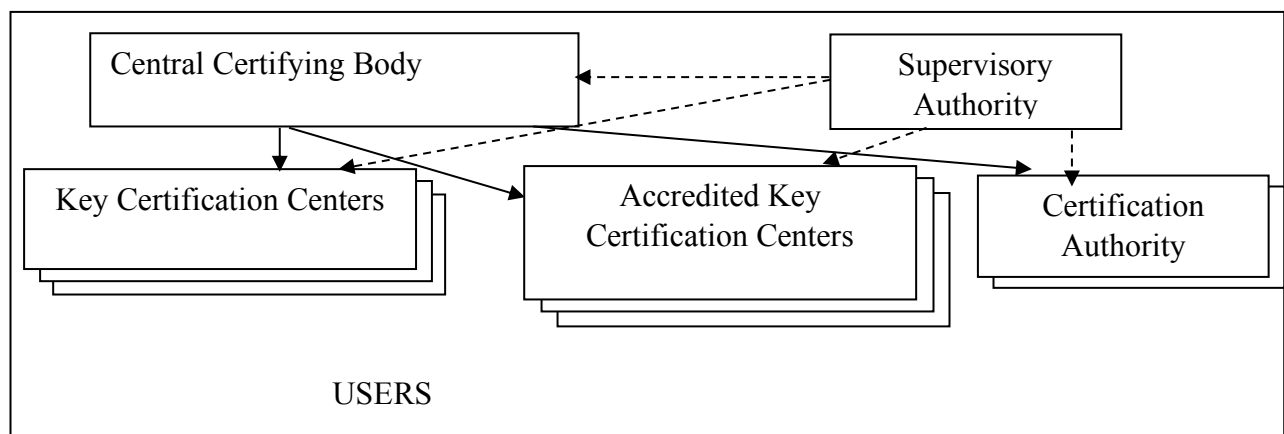 Central Certifying Body
Supervisory
Authority
Key Certification Centers
Accredited Key
Certification Centers
Certification
Authority
USERS